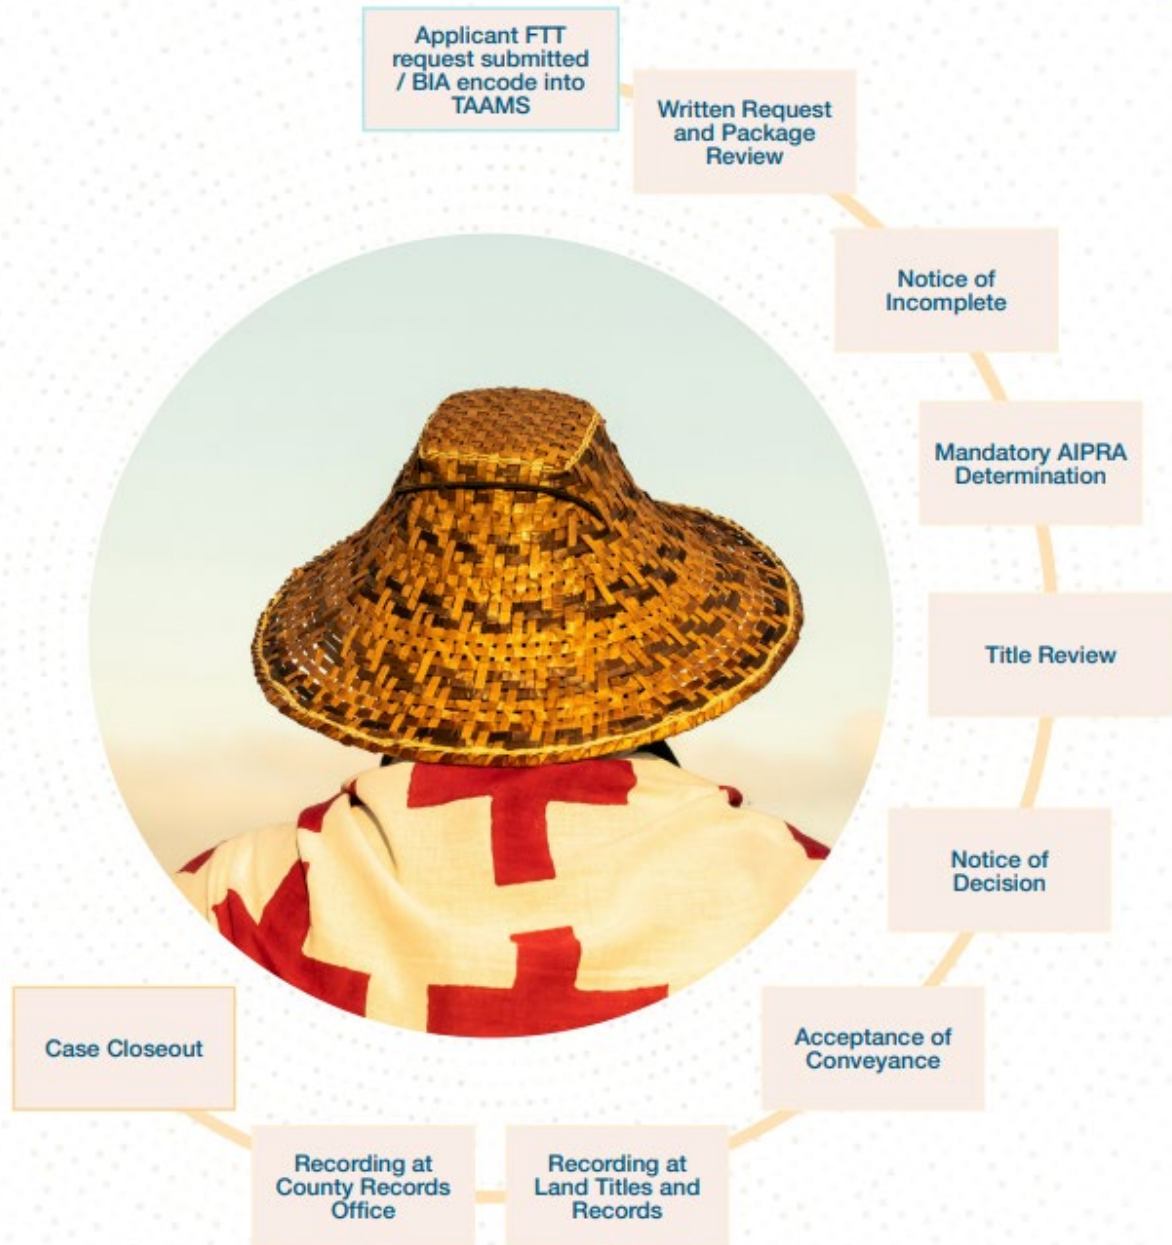 Applicant FTT
request submitted
/ BIA encode into
TAAMS
Written Request
and Package
Review
Notice of
Incomplete
Mandatory AIPRA
Determination
Title Review
Notice of
Decision
Acceptance of
Conveyance
Recording at
Land Titles and
Records
Recording at
County Records
Office
Case Closeout